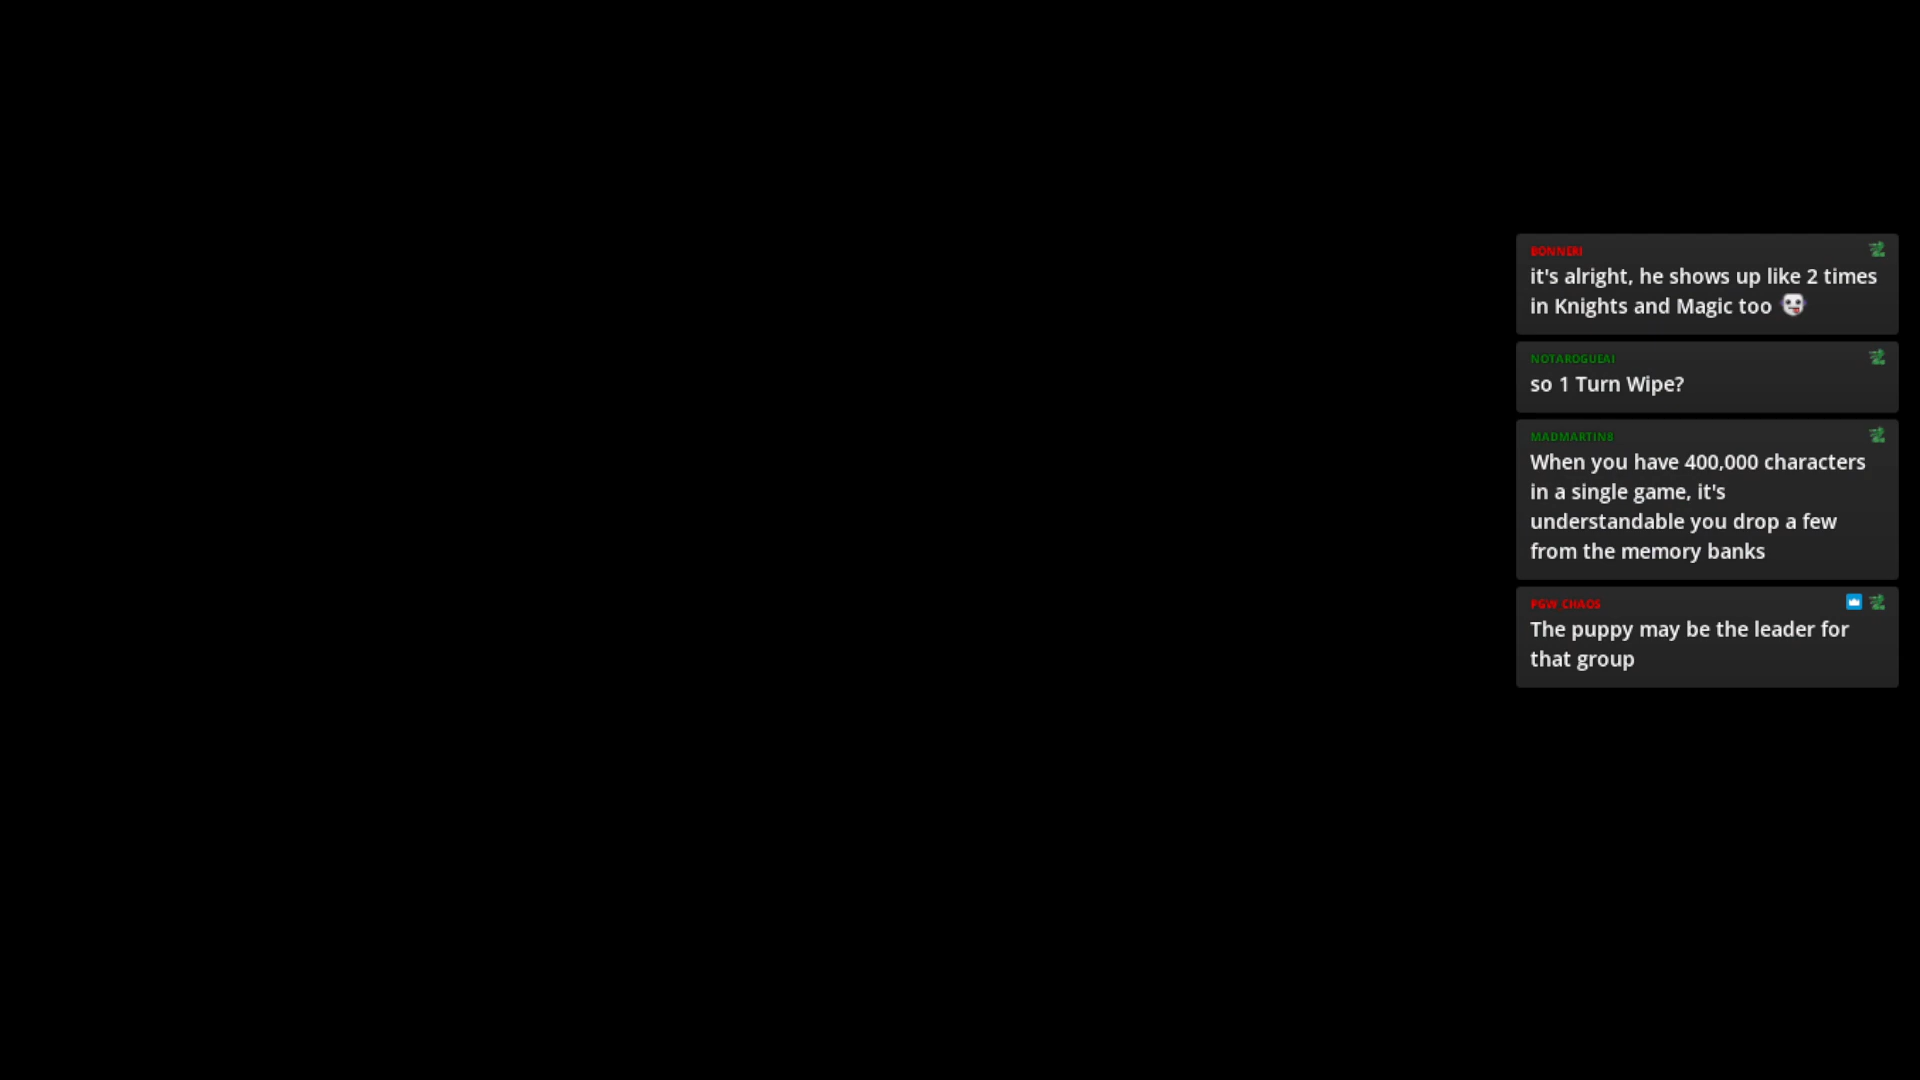 BONNERI
it's alright, he shows up like 2 times
in Knights and Magic too
NOTAROGUEAI
so 1 Turn Wipe?
MADMARTIN8
When you have 400,000 characters
in a single game, it's
understandable you drop a few
from the memory banks
PGW CHAOS
The puppy may be the leader for
that group